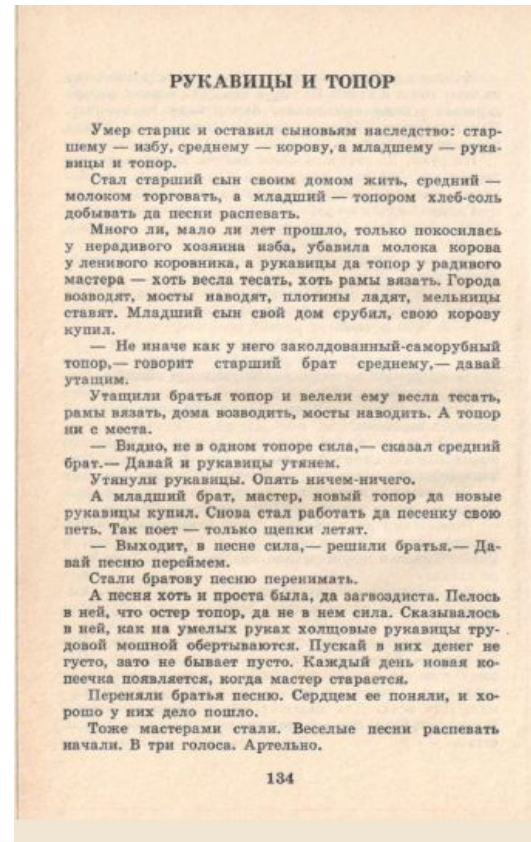 РУКАВИЦЫ И ТОПОР
Умер старик и оставил сыновьям наследство: стар-
шему — избу, среднему — корову, а младшему — рука-
вицы и топор.
Стал старший сын своим домом жить, средний —
молоком торговать, а младший — топором хлеб-соль
добывать да песни распевать.
Много ли, мало ли лет прошло, только покосилась
у нерадивого хозяина изба, убавила молока корова
у ленивого коровника, а рукавицы да топор у радивого
мастера — хоть весла тесать, хоть рамы вязать. Города
возводят, мосты наводят, плотины ладят, мельницы
ставят. Младший сын свой дом срубил, свою корову
купил.
— Не иначе как у него заколдованный-саморубный
топор,— говорит старший брат среднему,— давай
утащим.
Утащили братья топор и велели ему весла тесать,
рамы вязать, дома возводить, мосты наводить. А топор
ни с места.
— Видно, не в одном топоре сила,— сказал средний
брат.— Давай и рукавицы утянем.
Утянули рукавицы. Опять ничем-ничего.
А младший брат, мастер, новый топор да новые
рукавицы купил. Снова стал работать да песенку свою
петь. Так поет — только щепки летят.
— Выходит, в песне сила,— решили братья.— Да-
вай песню переймем.
Стали братову песню перенимать.
А песня хоть и проста была, да загвоздиста. Пелось
в ней, что остер топор, да не в нем сила. Сказывалось
в ней, как на умелых руках холщовые рукавицы тру-
довой мошной обертываются. Пускай в них денег не
густо, зато не бывает пусто. Каждый день новая ко-
пеечка появляется, когда мастер старается.
Переняли братья песню. Сердцем ее поняли, и хо-
рошо у них дело пошло.
Тоже мастерами стали. Веселые песни распевать
начали. В три голоса. Артельно.
134